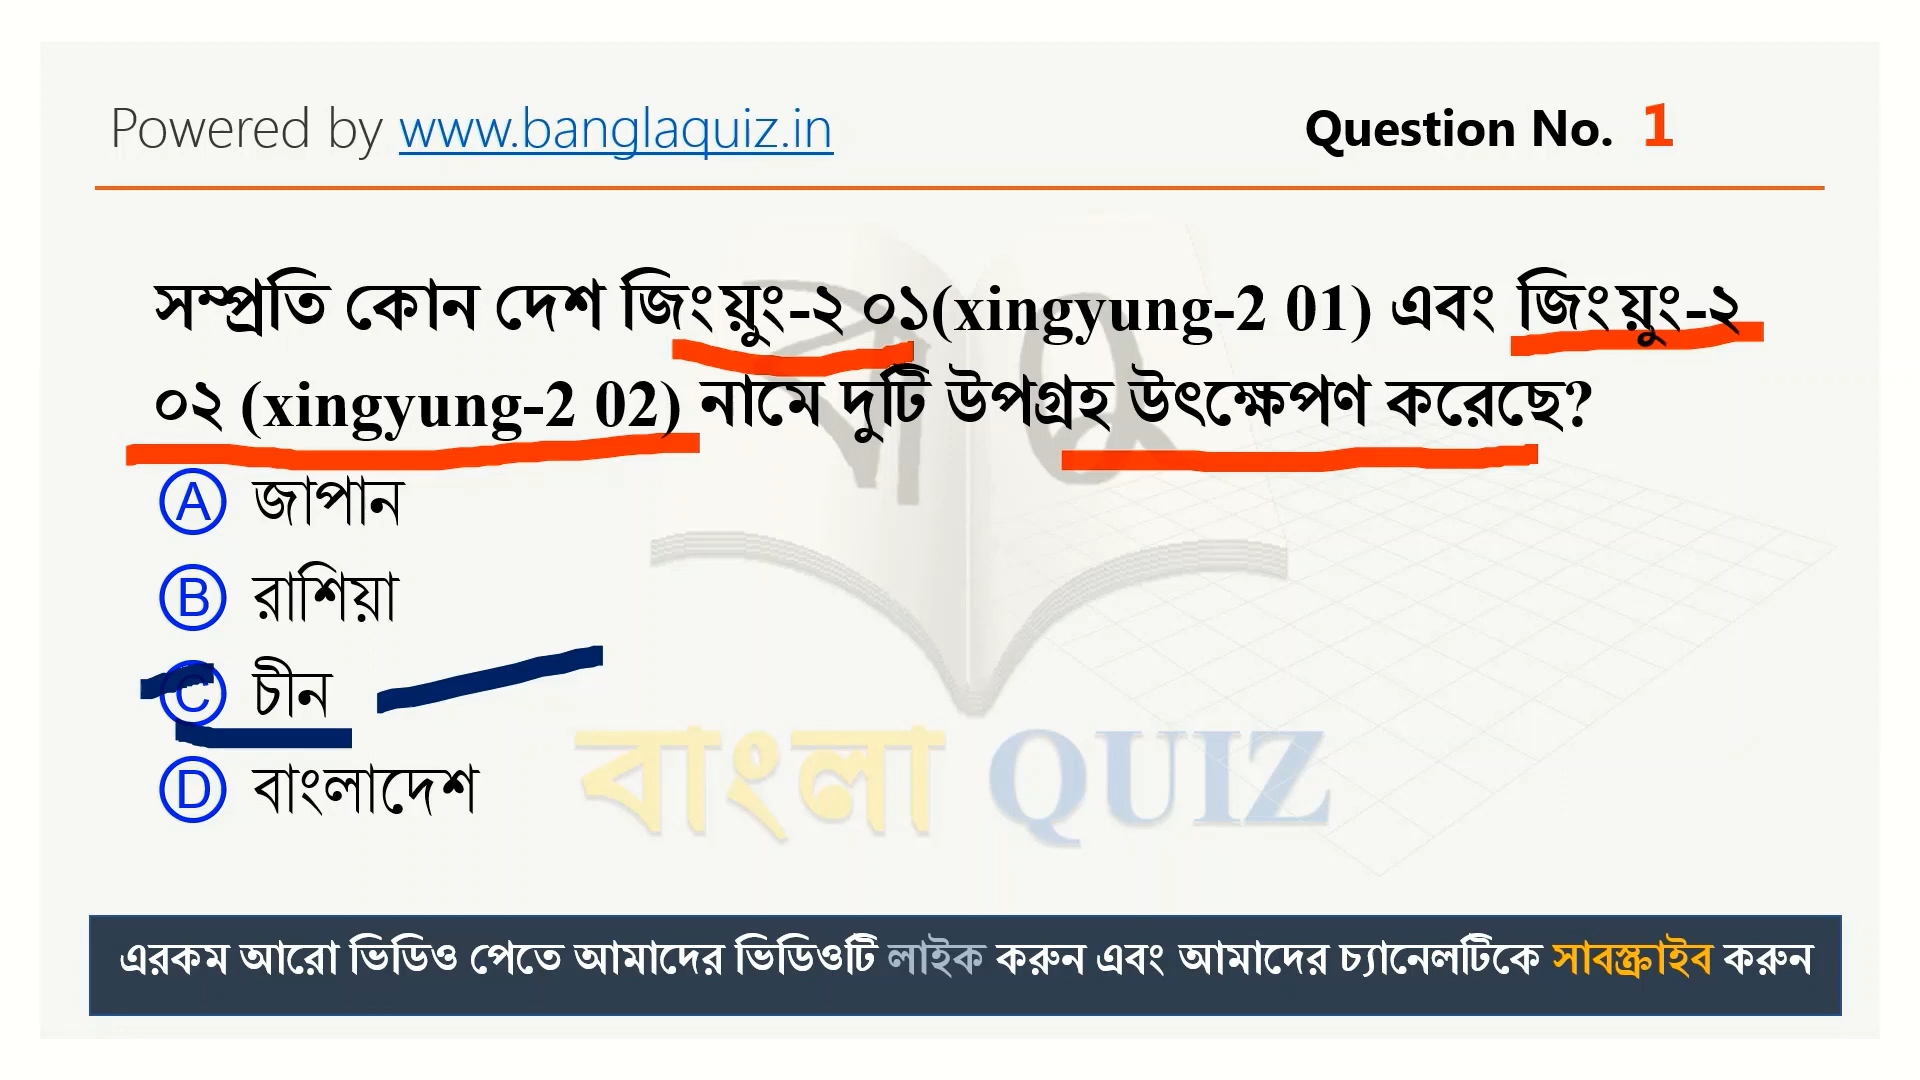 Powered by www.banglaquiz.in
Question No. 1
সম্প্রতি কোন দেশ জিংয়ুং-২ ০১(xingyung-2 01) এবং জিংয়ুং-২
০২ (xingyung-2 02) নামে দুটি উপগ্রহ উৎক্ষেপণ করেছে?
A জাপান
B রাশিয়া
C চীন
D বাংলাদেশ
বাংলা QUIZ
এরকম আরো ভিডিও পেতে আমাদের ভিডিওটি লাইক করুন এবং আমাদের চ্যানেলটিকে সাবস্ক্রাইব করুন